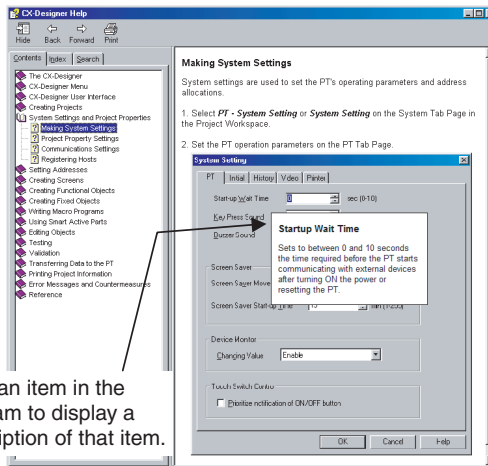 CX-Designer Help
Hide Back Forward Print
Contents Index Search
The CX-Designer
CX-Designer Menu
CX-Designer User Interface
Creating Projects
System Settings and Project Properties
Making System Settings
Project Property Settings
Communications Settings
Registering Hosts
Setting Addresses
Creating Screens
Creating Functional Objects
Creating Fixed Objects
Writing Macro Programs
Using Smart Active Parts
Editing Objects
Testing
Validation
Transferring Data to the PT
Printing Project Information
Error Messages and Countermeasures
Reference
an item in the
am to display a
iption of that item.
Making System Settings
System settings are used to set the PT's operating parameters and address
allocations.
1. Select PT - System Setting or System Setting on the System Tab Page in
the Project Workspace.
2. Set the PT operation parameters on the PT Tab Page.
System Setting
PT Initial History Video Printer
Start-up Wait Time 0 sec (0-10)
Key Press Sound
Buzzer Sound
Startup Wait Time
Sets to between 0 and 10 seconds
the time required before the PT starts
communicating with external devices
after turning ON the power or
resetting the PT.
Screen Saver
Screen Saver Move
Screen Saver Start-up Time
Device Monitor
Changing Value Enable
Touch Switch Control
Prioritize notification of ON/OFF button
OK Cancel Help